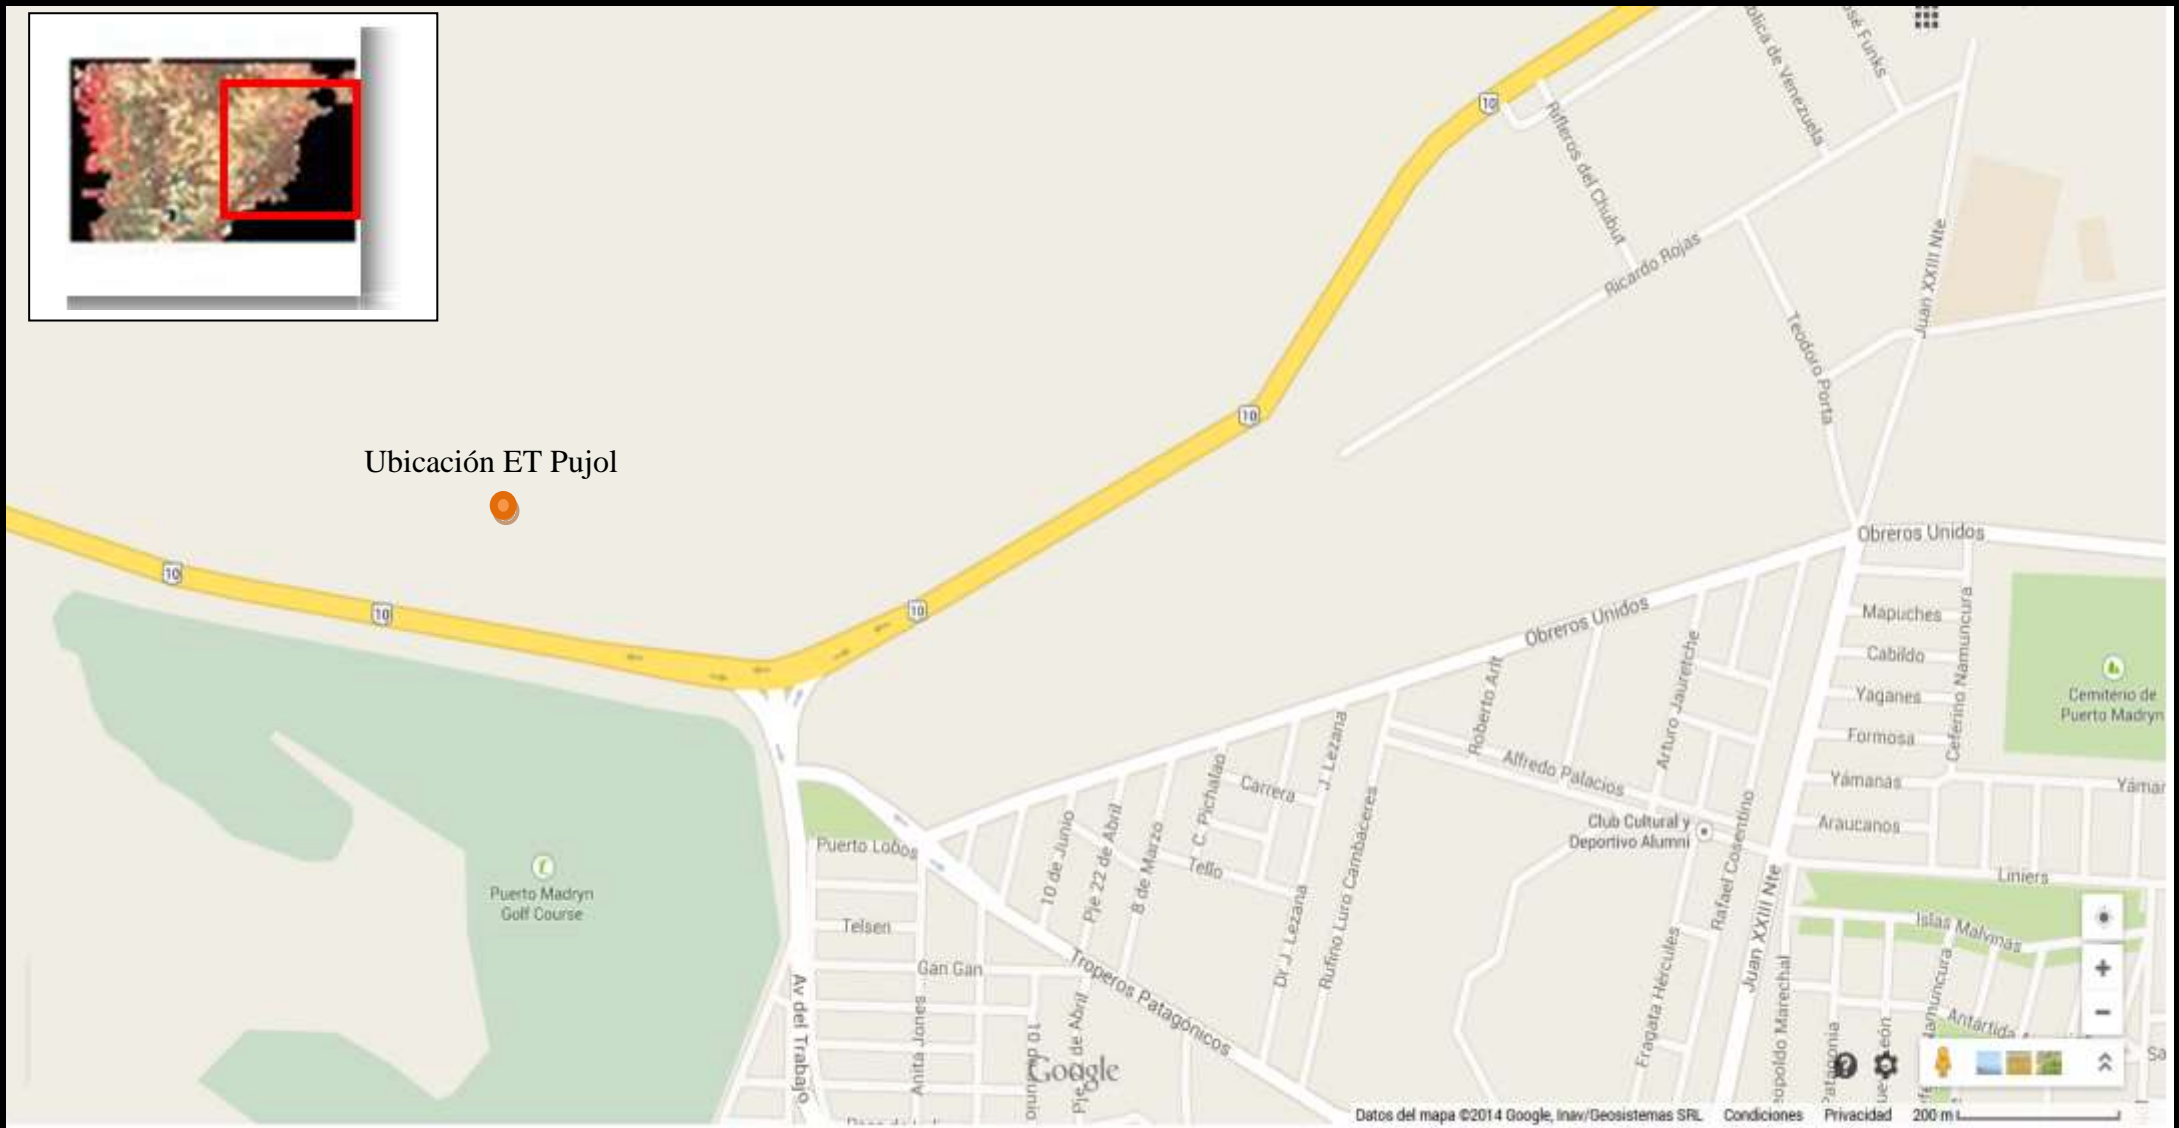 10
Rifleros del Chubut
Ricardo Rojas
Juan XXIII Nte
Teodoro Porta
10
Ubicación ET Pujol
10
10
10
Obreros Unidos
Obreros Unidos
Mapuches
Cabildo
Yaganes
Formosa
Yámanas
Araucanos
Ceferino Namuncura
Cementerio de
Puerto Madryn
Roberto Arlt
Arturo Jauretche
Alfredo Palacios
J. Lezana
Carrera
C. Pichalao
Tello
Club Cultural y
Deportivo Alumni
Rafael Cosentino
Puerto Lobos
10 de Junio
Pje 22 de Abril
8 de Marzo
Dr J. Lezana
Rufino Luro Cambaceres
Liniers
Islas Malvinas
Puerto Madryn
Golf Course
Telsen
Gan Gan
Troperos Patagónicos
Av del Trabajo
Anita Jones
Fragata Hércules
Juan XXIII Nte
Google
Datos del mapa ©2014 Google, Inav/Geosistemas SRL Condiciones Privacidad 200 m